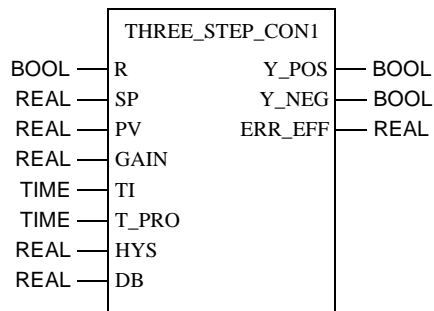 THREE_STEP_CON1
BOOL R Y_POS BOOL
REAL SP Y_NEG BOOL
REAL PV ERR_EFF REAL
REAL GAIN
TIME TI
TIME T_PRO
REAL HYS
REAL DB